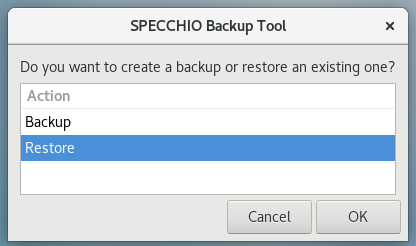 SPECCHIO Backup Tool
Do you want to create a backup or restore an existing one?
Action
Backup
Restore
Cancel
OK